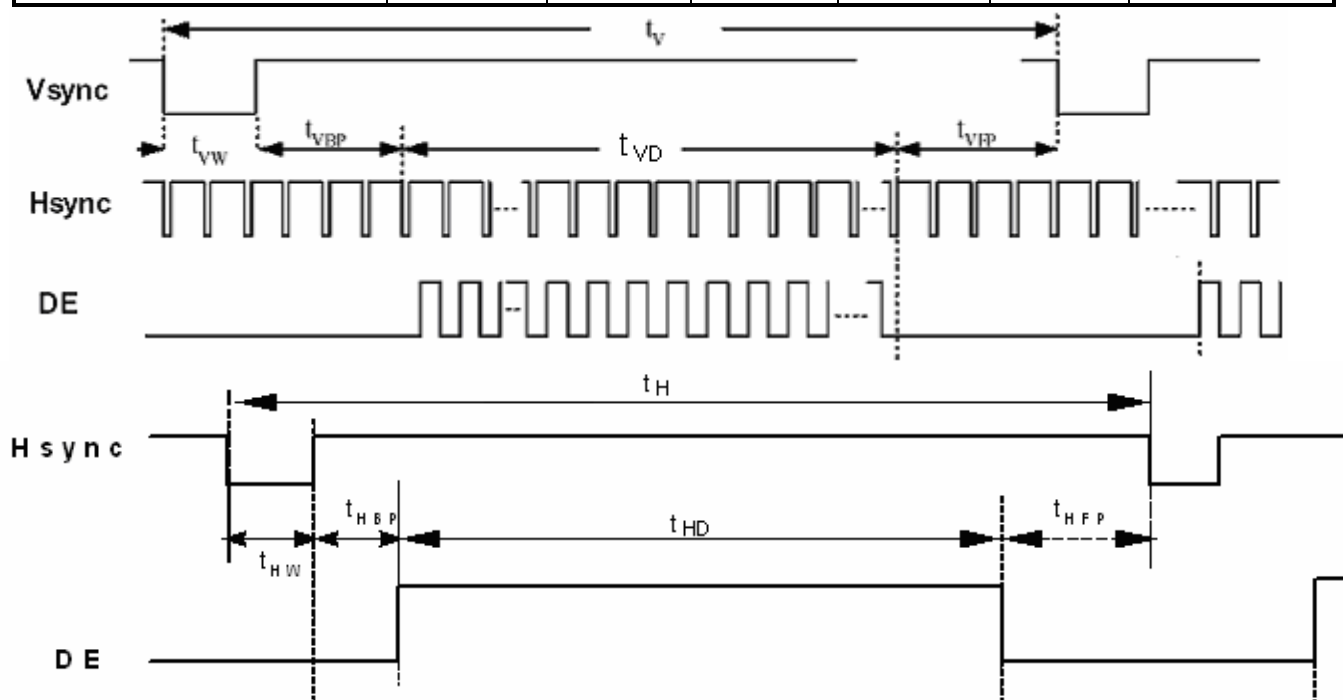 tV
Vsync
tVW tVBP tVD tVFP
Hsync
DE
tH
Hsync
tHBP tHD tHFP
tHW
DE